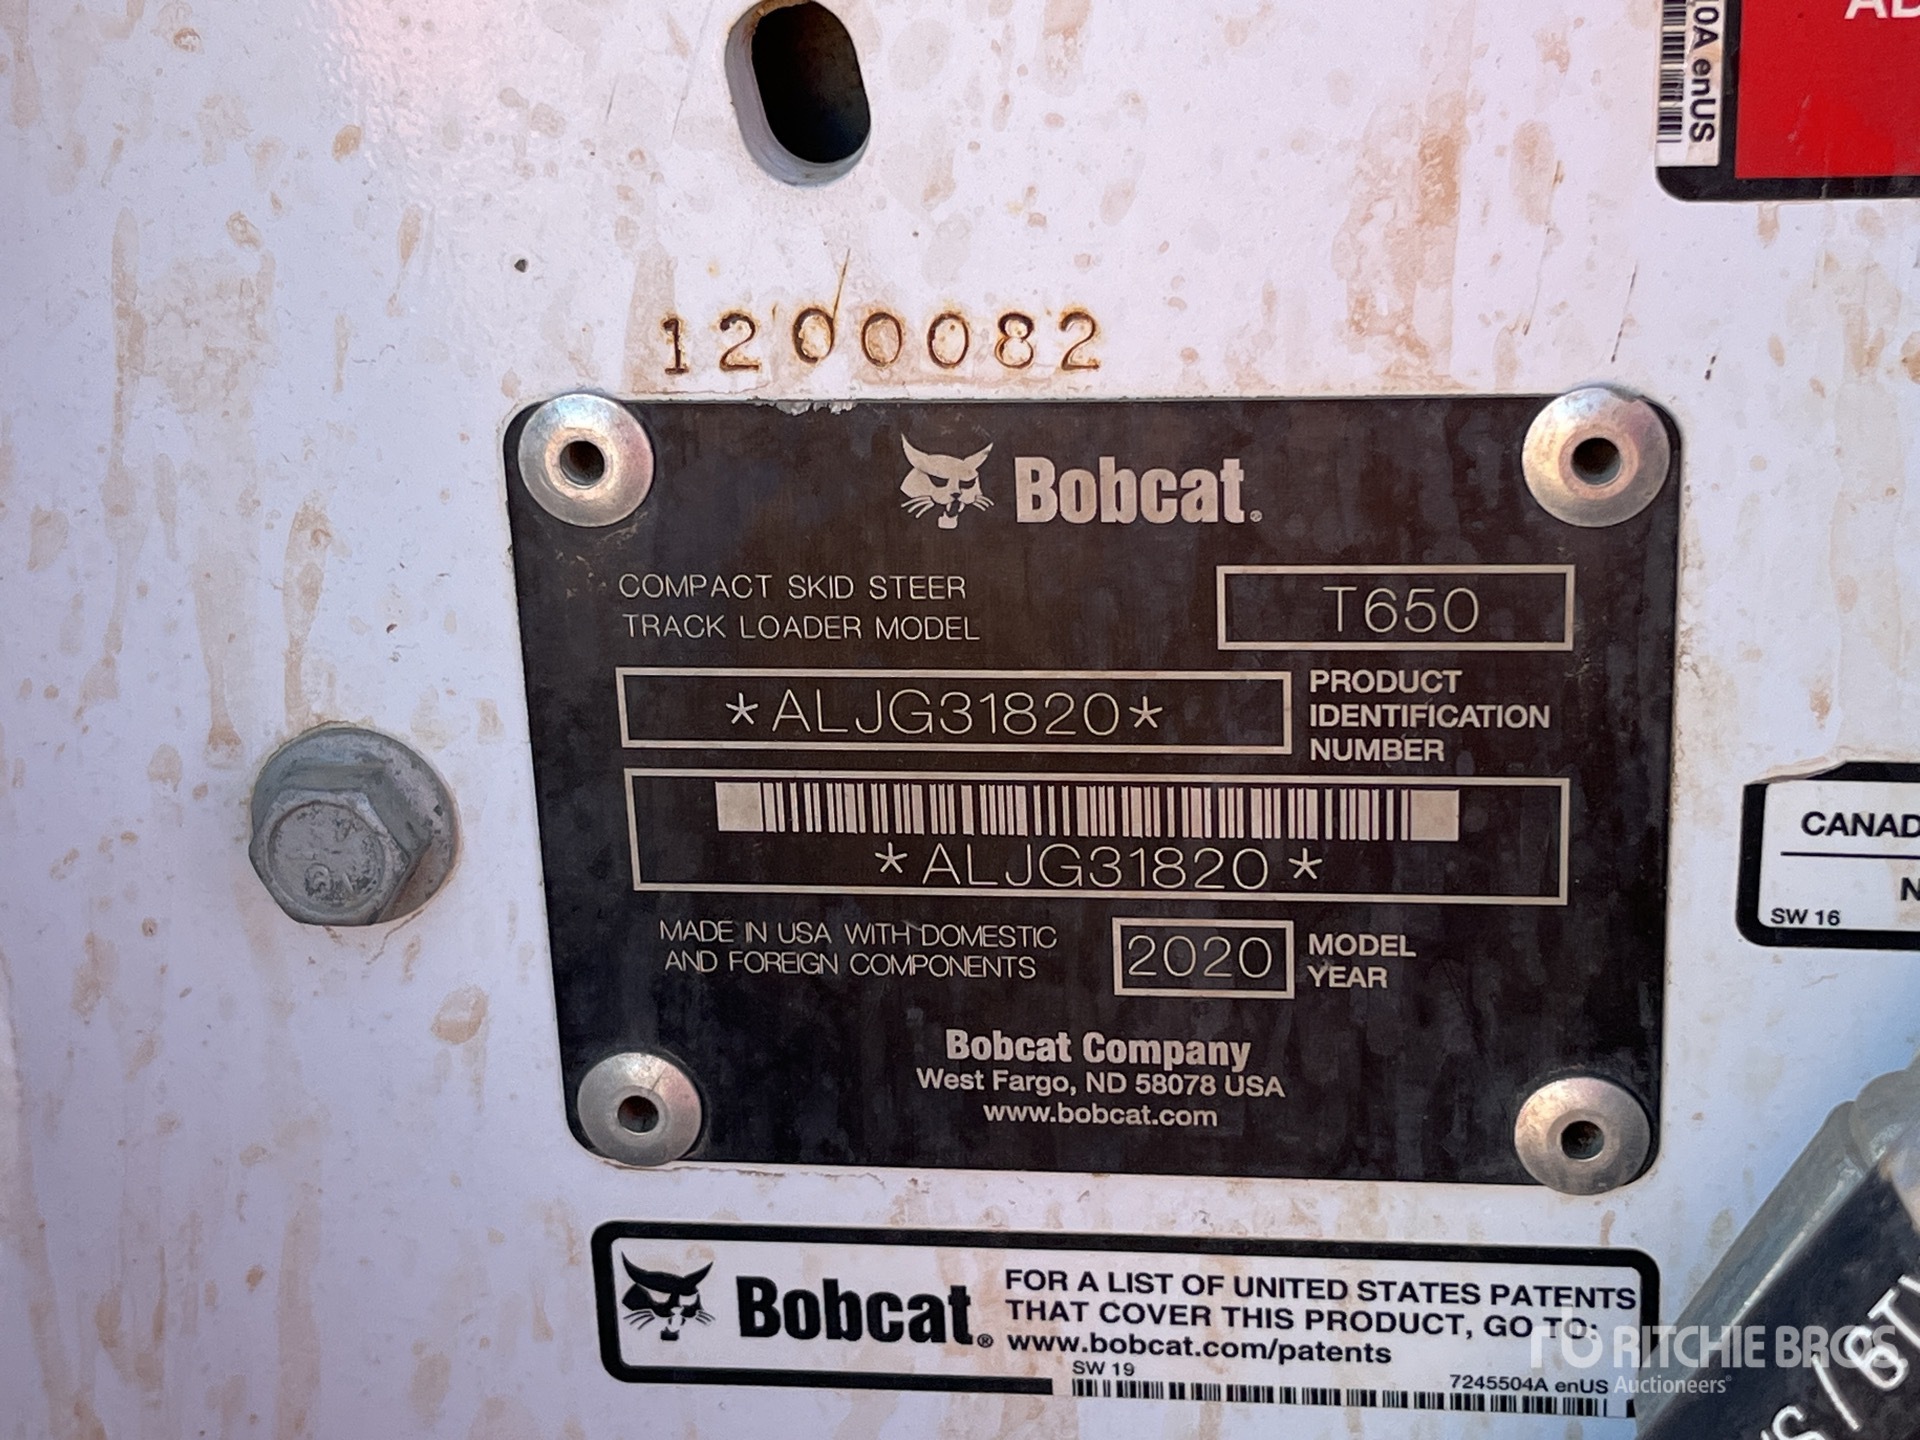 10A enUS
AD
1200082
Bobcat.
COMPACT SKID STEER
TRACK LOADER MODEL
T650
*ALJG31820*
PRODUCT
IDENTIFICATION
NUMBER
*ALJG31820*
MADE IN USA WITH DOMESTIC
AND FOREIGN COMPONENTS
2020
MODEL
YEAR
Bobcat Company
West Fargo, ND 58078 USA
www.bobcat.com
CANAD
N
SW 16
Bobcat®
FOR A LIST OF UNITED STATES PATENTS
THAT COVER THIS PRODUCT, GO TO:
www.bobcat.com/patents
SW 19
7245504A enUS
rb RITCHIE BROS
Auctioneers®